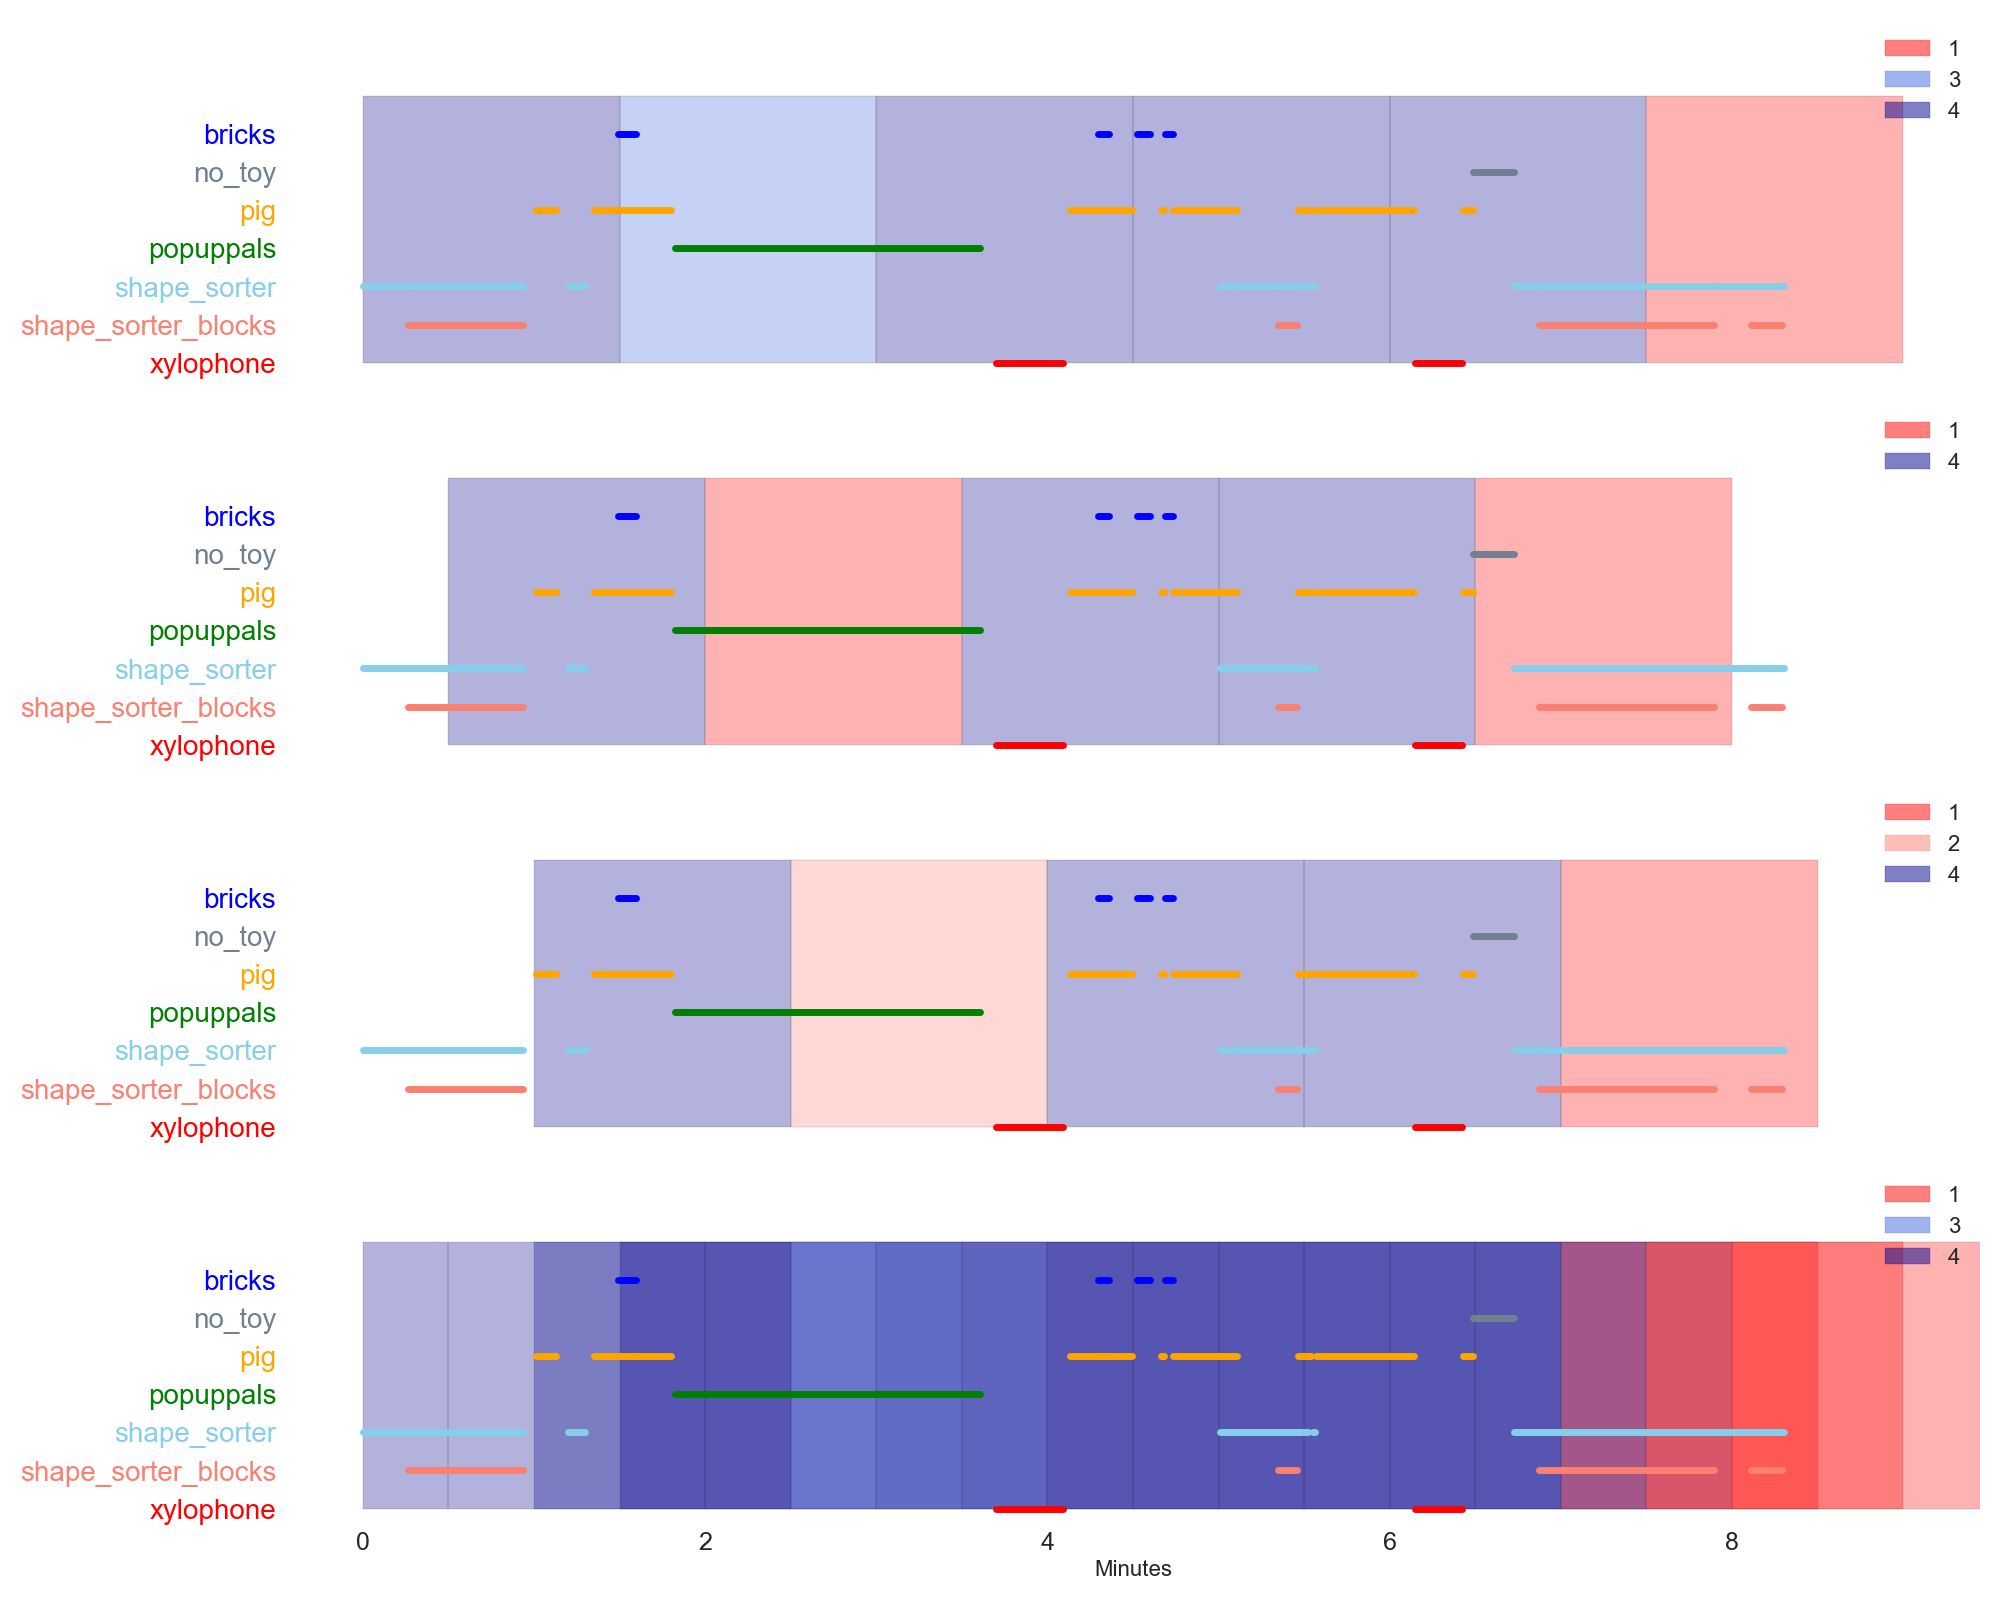 1
3
4
bricks
no_toy
pig
popuppals
shape_sorter
shape_sorter_blocks
xylophone
1
4
bricks
no_toy
pig
popuppals
shape_sorter
shape_sorter_blocks
xylophone
1
2
4
bricks
no_toy
pig
popuppals
shape_sorter
shape_sorter_blocks
xylophone
1
3
4
bricks
no_toy
pig
popuppals
shape_sorter
shape_sorter_blocks
xylophone
0 2 4 6 8
Minutes